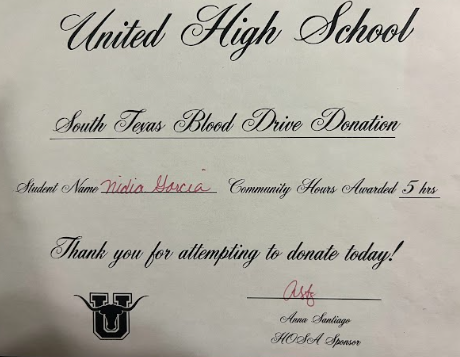 United High School
South Texas Blood Drive Donation
Student Name Nidia Garcia Community Hours Awarded 5 hrs
Thank you for attempting to donate today!
Anna Santiago
HOSA Sponsor
U